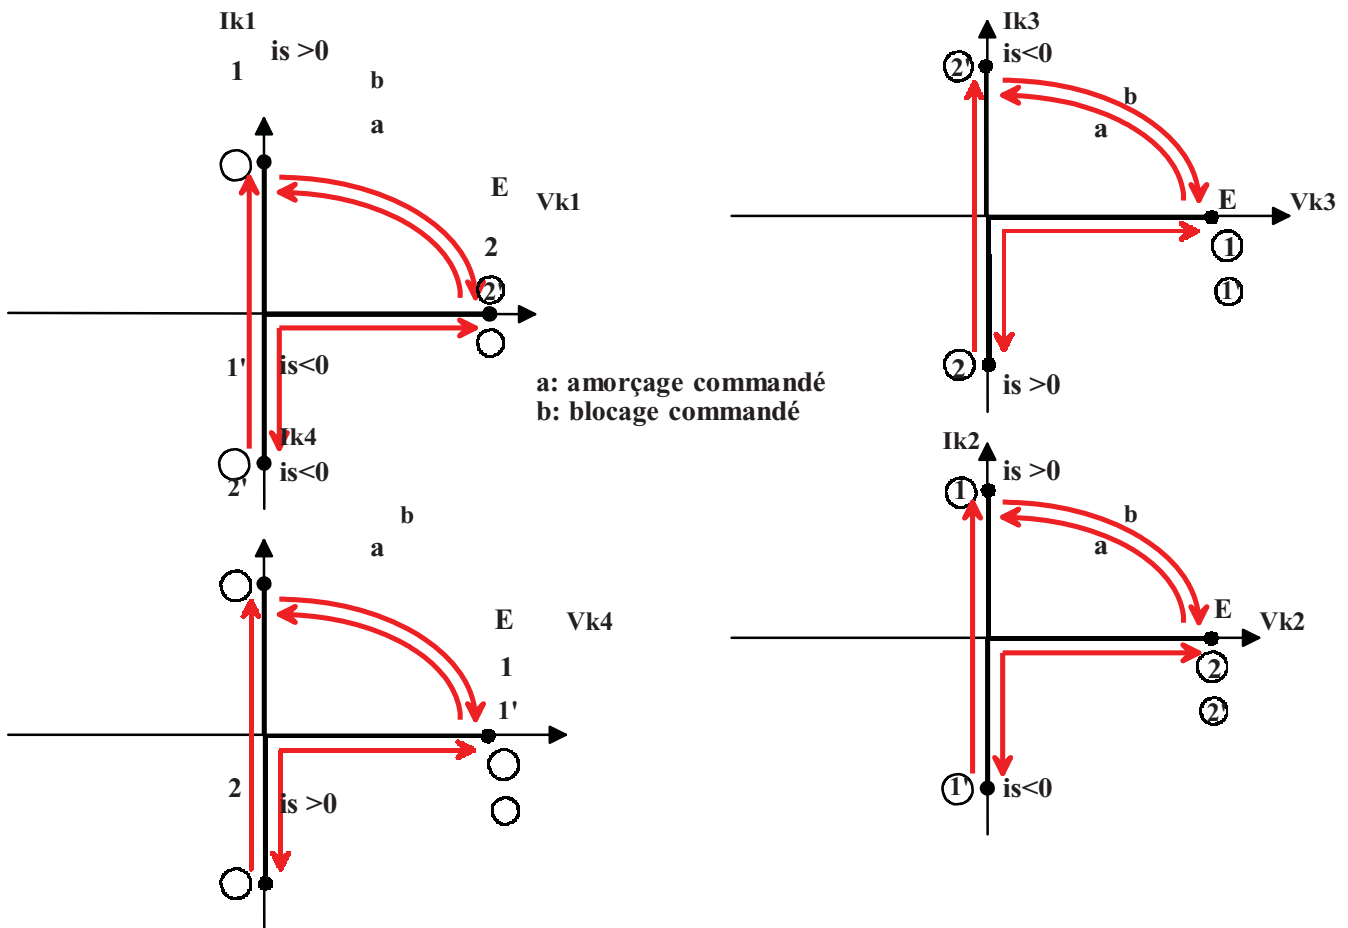 Ik1
is >0
1
b
a
E
Vk1
2
2'
1'
is<0
Ik4
is<0
2'
b
a
E
Vk4
1
1'
2
is >0
a: amorçage commandé
b: blocage commandé
Ik3
is<0
2'
b
a
E
Vk3
1
1'
2
is >0
Ik2
is >0
1
b
a
E
Vk2
2
2'
1'
is<0